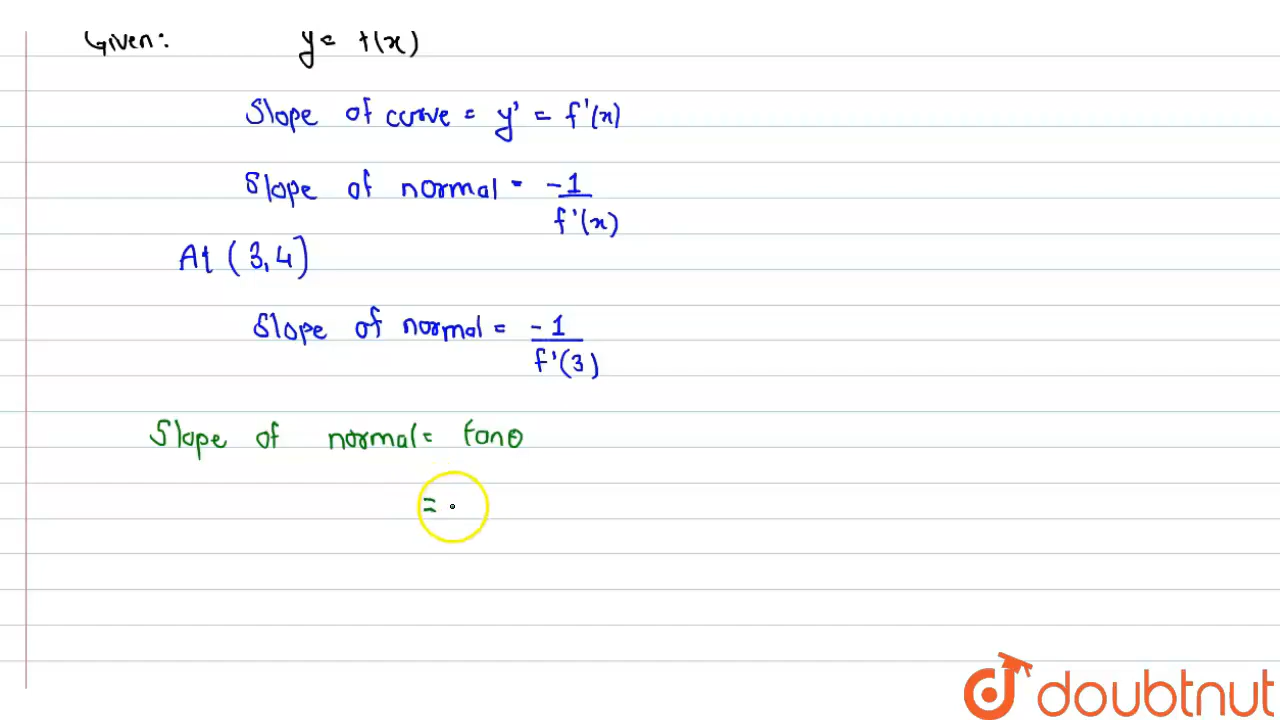 Given: y = f(x)
Slope of curve = y' = f'(x)
Slope of normal = -1
f'(x)
At (3,4]
Slope of normal = -1
f'(3)
Slope of normal = tanθ
=
doubtnut